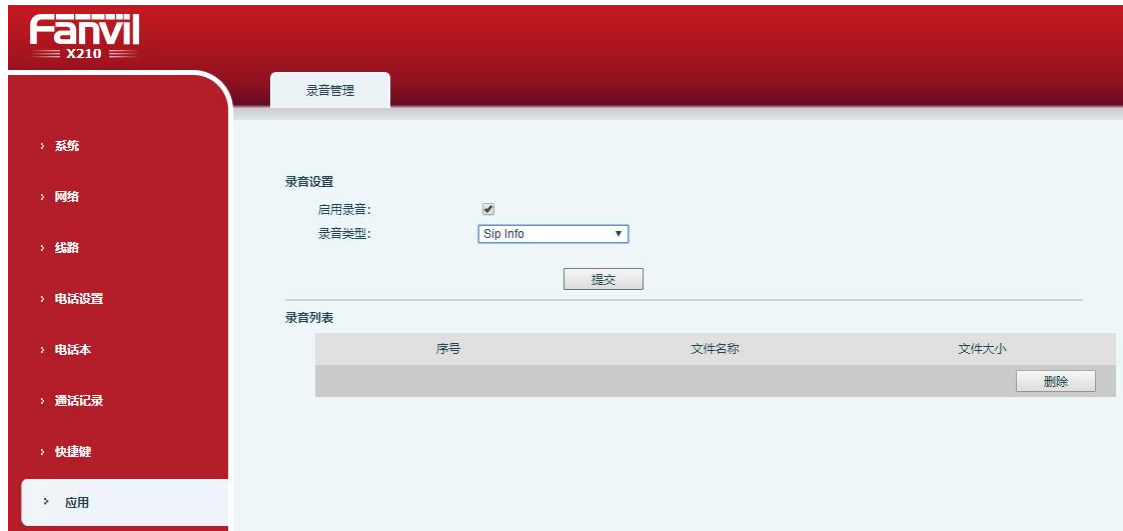 Fanvil
X210
录音管理
系统
网络
线路
电话设置
电话本
通话记录
快捷键
应用
录音设置
启用录音:
录音类型: Sip Info
提交
录音列表
序号 文件名称 文件大小
删除